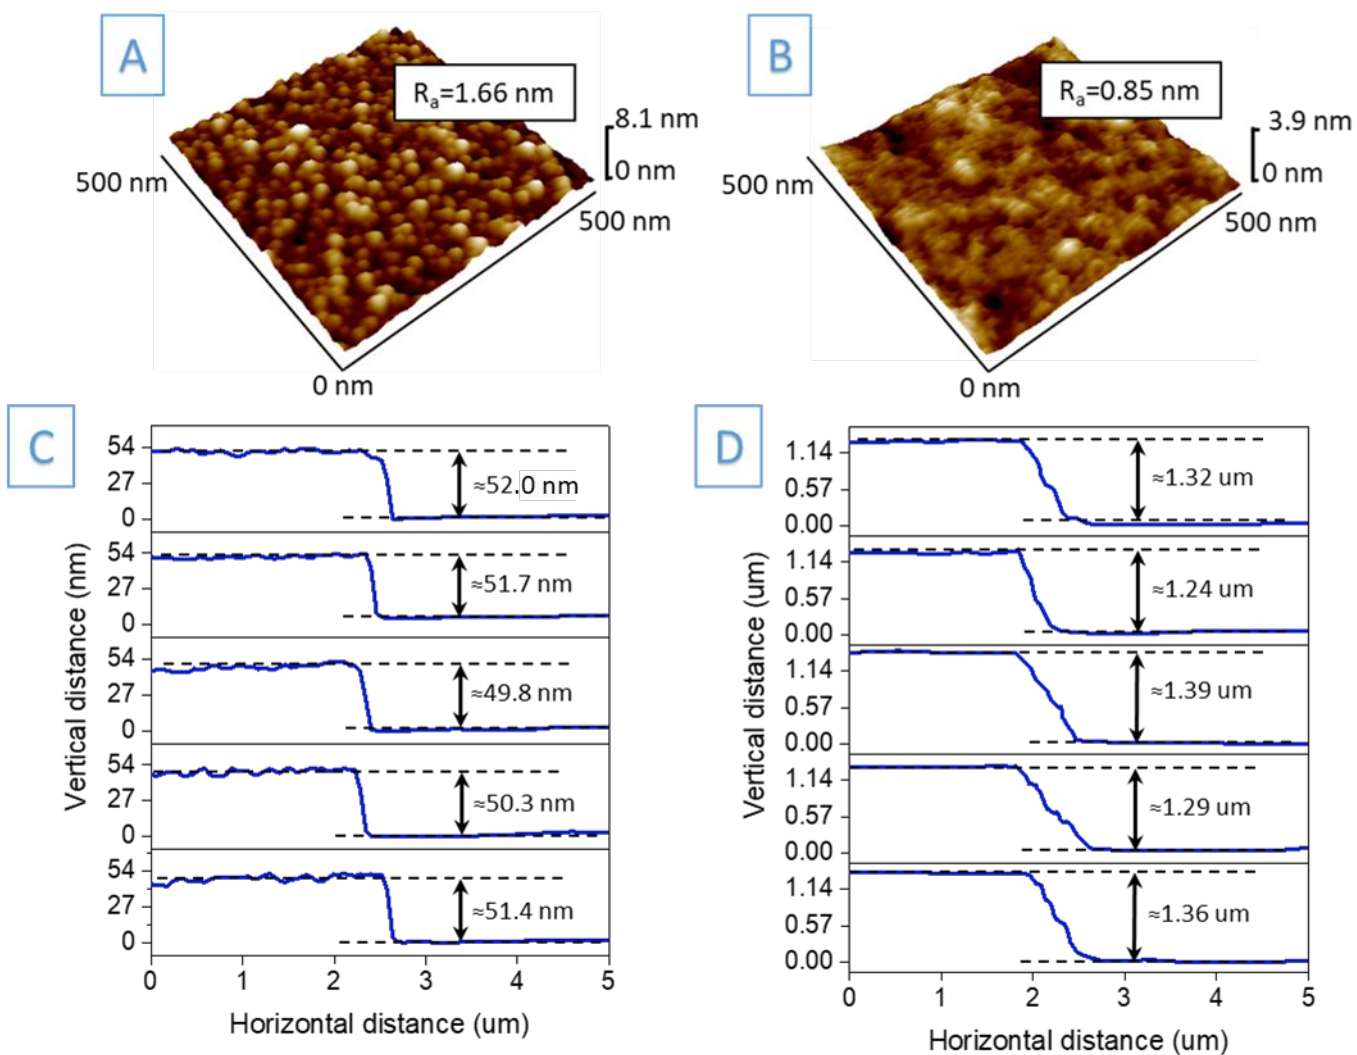 A
Rₐ=1.66 nm
8.1 nm
0 nm
500 nm
500 nm
0 nm
B
Rₐ=0.85 nm
3.9 nm
0 nm
500 nm
500 nm
0 nm
C
Vertical distance (nm)
54
27
0
≈52.0 nm
54
27
0
≈51.7 nm
54
27
0
≈49.8 nm
54
27
0
≈50.3 nm
54
27
0
≈51.4 nm
0 1 2 3 4 5
Horizontal distance (um)
D
Vertical distance (um)
1.14
0.57
0.00
≈1.32 um
1.14
0.57
0.00
≈1.24 um
1.14
0.57
0.00
≈1.39 um
1.14
0.57
0.00
≈1.29 um
1.14
0.57
0.00
≈1.36 um
0 1 2 3 4 5
Horizontal distance (um)